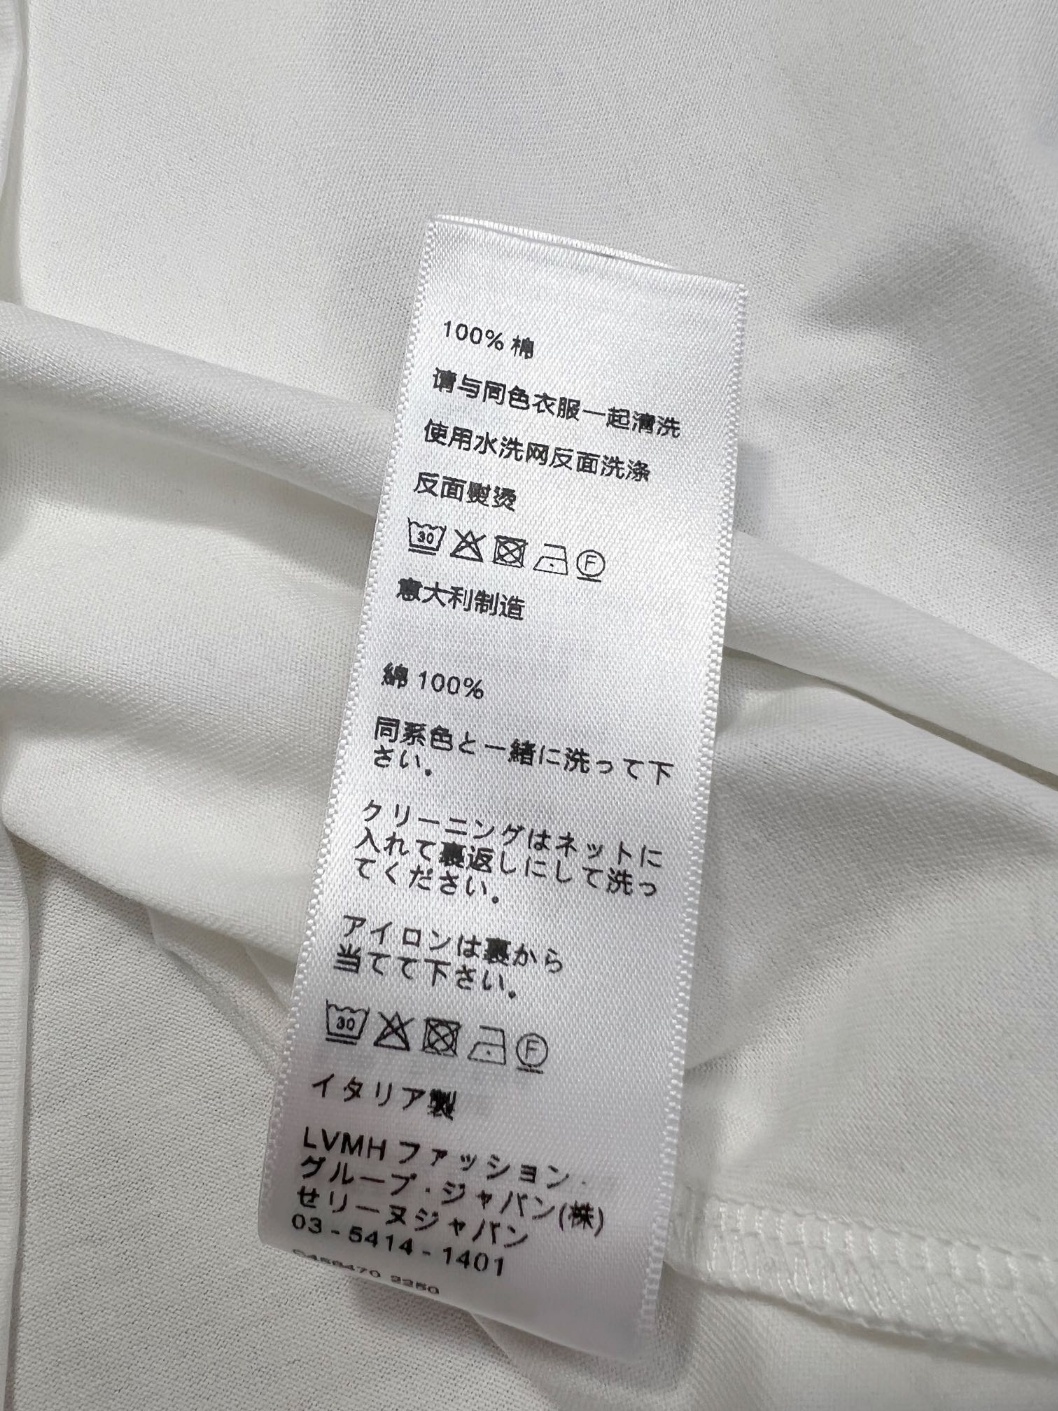 100% 棉
请与同色衣服一起清洗
使用水洗网反面洗涤
反面熨烫
30 F
意大利制造
綿 100%
同系色と一緒に洗って下
さい。
クリーニングはネットに
入れて裏返しにして洗っ
てください。
アイロンは裏から
当てて下さい。
30 F
イタリア製
LVMH ファッション·
グループ·ジャパン(株)
せリーヌジャパン
03 - 5414 - 1401
2250